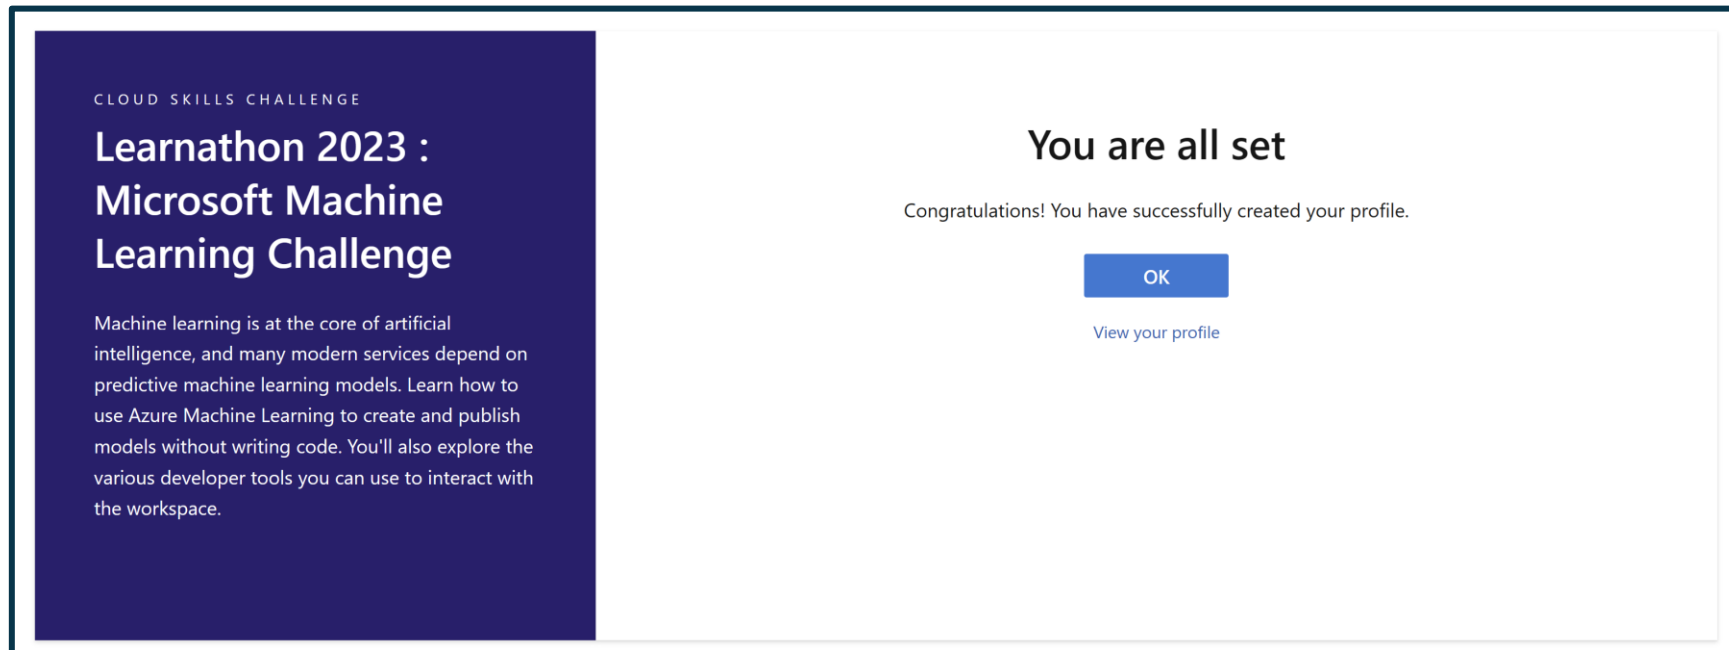 CLOUD SKILLS CHALLENGE
Learnathon 2023 :
Microsoft Machine
Learning Challenge
Machine learning is at the core of artificial
intelligence, and many modern services depend on
predictive machine learning models. Learn how to
use Azure Machine Learning to create and publish
models without writing code. You'll also explore the
various developer tools you can use to interact with
the workspace.
You are all set
Congratulations! You have successfully created your profile.
OK
View your profile